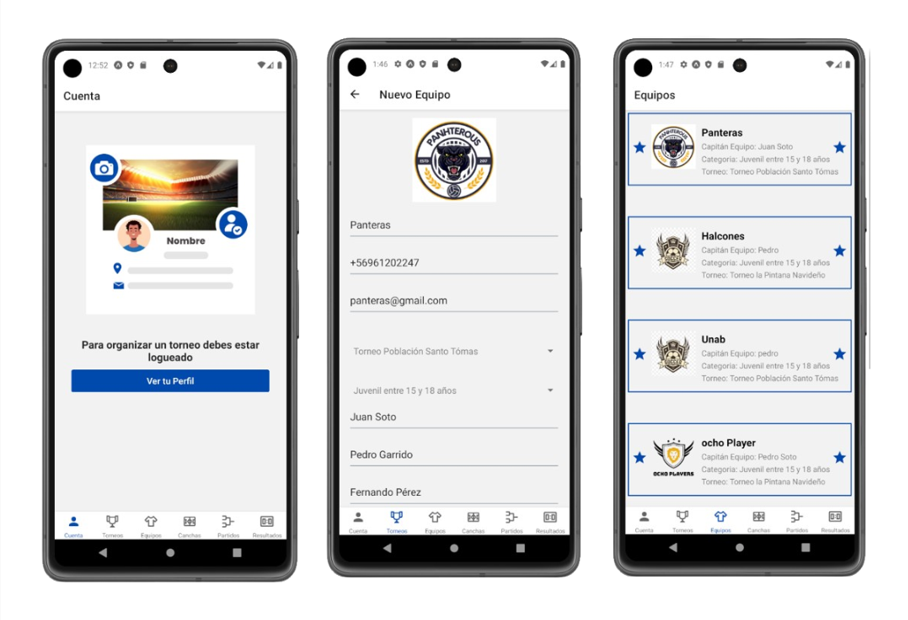 12:52
Cuenta
Nombre
Para organizar un torneo debes estar
logueado
Ver tu Perfil
Cuenta
Torneos
Equipos
Canchas
Partidos
Resultados
1:46
Nuevo Equipo
PANHTEROUS
Panteras
+56961202247
panteras@gmail.com
Torneo Población Santo Tómas
Juvenil entre 15 y 18 años
Juan Soto
Pedro Garrido
Fernando Pérez
Cuenta
Torneos
Equipos
Canchas
Partidos
Resultados
1:47
Equipos
Panteras
Capitán Equipo: Juan Soto
Categoria: Juvenil entre 15 y 18 años
Torneo: Torneo Población Santo Tómas
Halcones
Capitán Equipo: Pedro
Categoria: Juvenil entre 15 y 18 años
Torneo: Torneo la Pintana Navideño
Unab
Capitán Equipo: pedro
Categoria: Juvenil entre 15 y 18 años
Torneo: Torneo Población Santo Tómas
OCHO PLAYERS
ocho Player
Capitán Equipo: Pedro Soto
Categoria: Juvenil entre 15 y 18 años
Torneo: Torneo la Pintana Navideño
Cuenta
Torneos
Equipos
Canchas
Partidos
Resultados